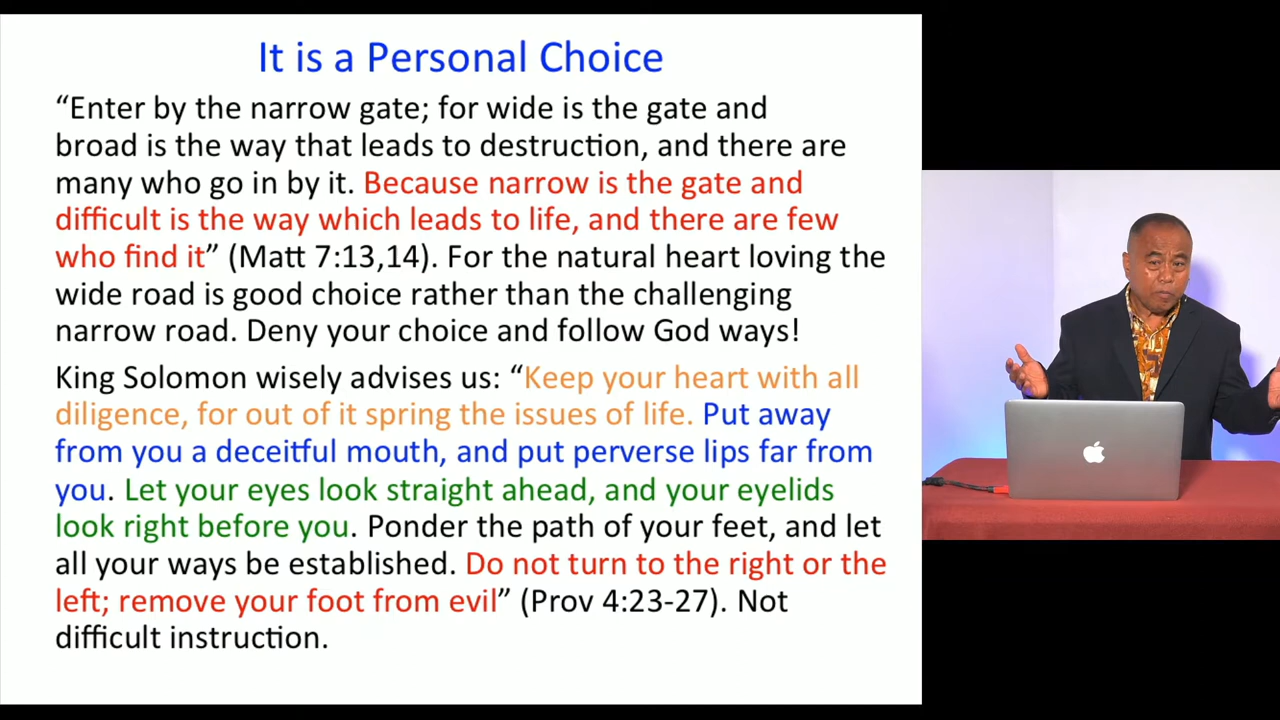 It is a Personal Choice
“Enter by the narrow gate; for wide is the gate and
broad is the way that leads to destruction, and there are
many who go in by it. Because narrow is the gate and
difficult is the way which leads to life, and there are few
who find it” (Matt 7:13,14). For the natural heart loving the
wide road is good choice rather than the challenging
narrow road. Deny your choice and follow God ways!
King Solomon wisely advises us: “Keep your heart with all
diligence, for out of it spring the issues of life. Put away
from you a deceitful mouth, and put perverse lips far from
you. Let your eyes look straight ahead, and your eyelids
look right before you. Ponder the path of your feet, and let
all your ways be established. Do not turn to the right or the
left; remove your foot from evil” (Prov 4:23-27). Not
difficult instruction.